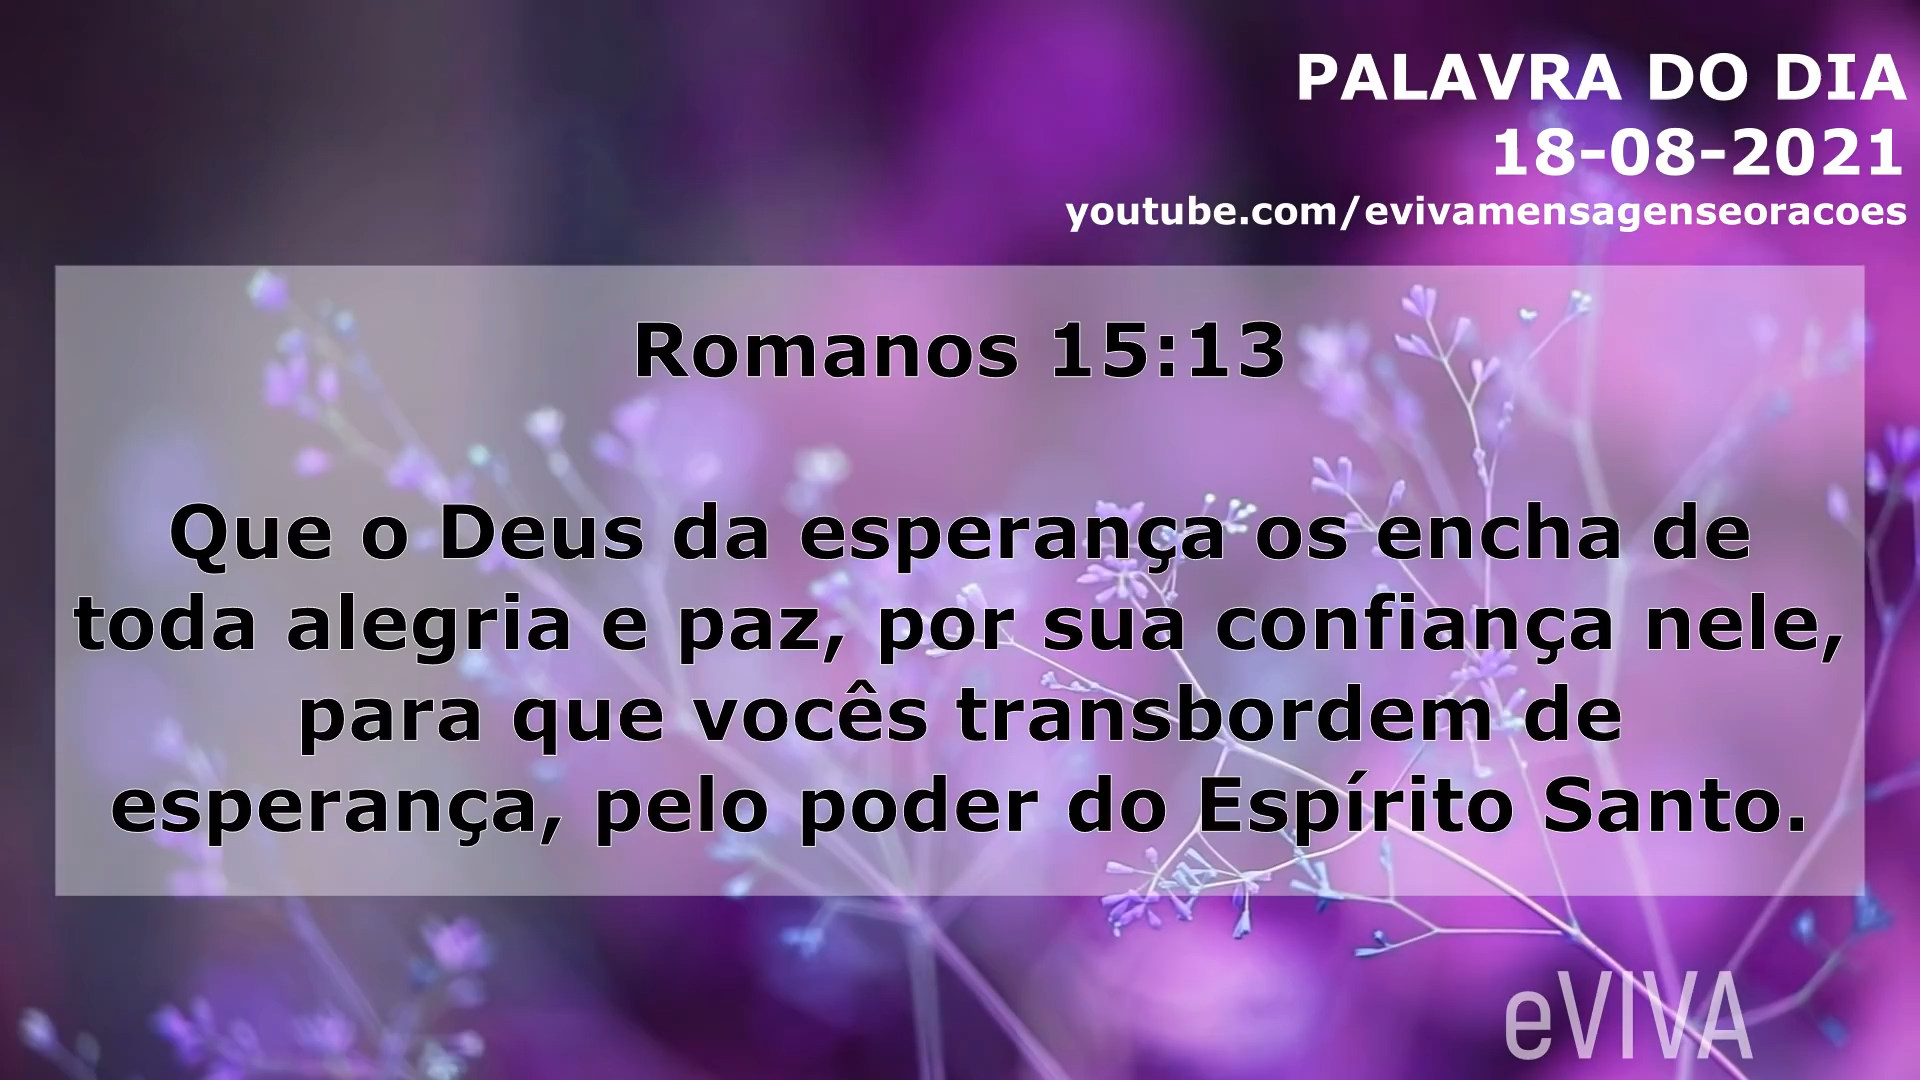 PALAVRA DO DIA
18-08-2021
youtube.com/evivamensagenseoracoes
Romanos 15:13
Que o Deus da esperança os encha de
toda alegria e paz, por sua confiança nele,
para que vocês transbordem de
esperança, pelo poder do Espírito Santo.
eVIVA